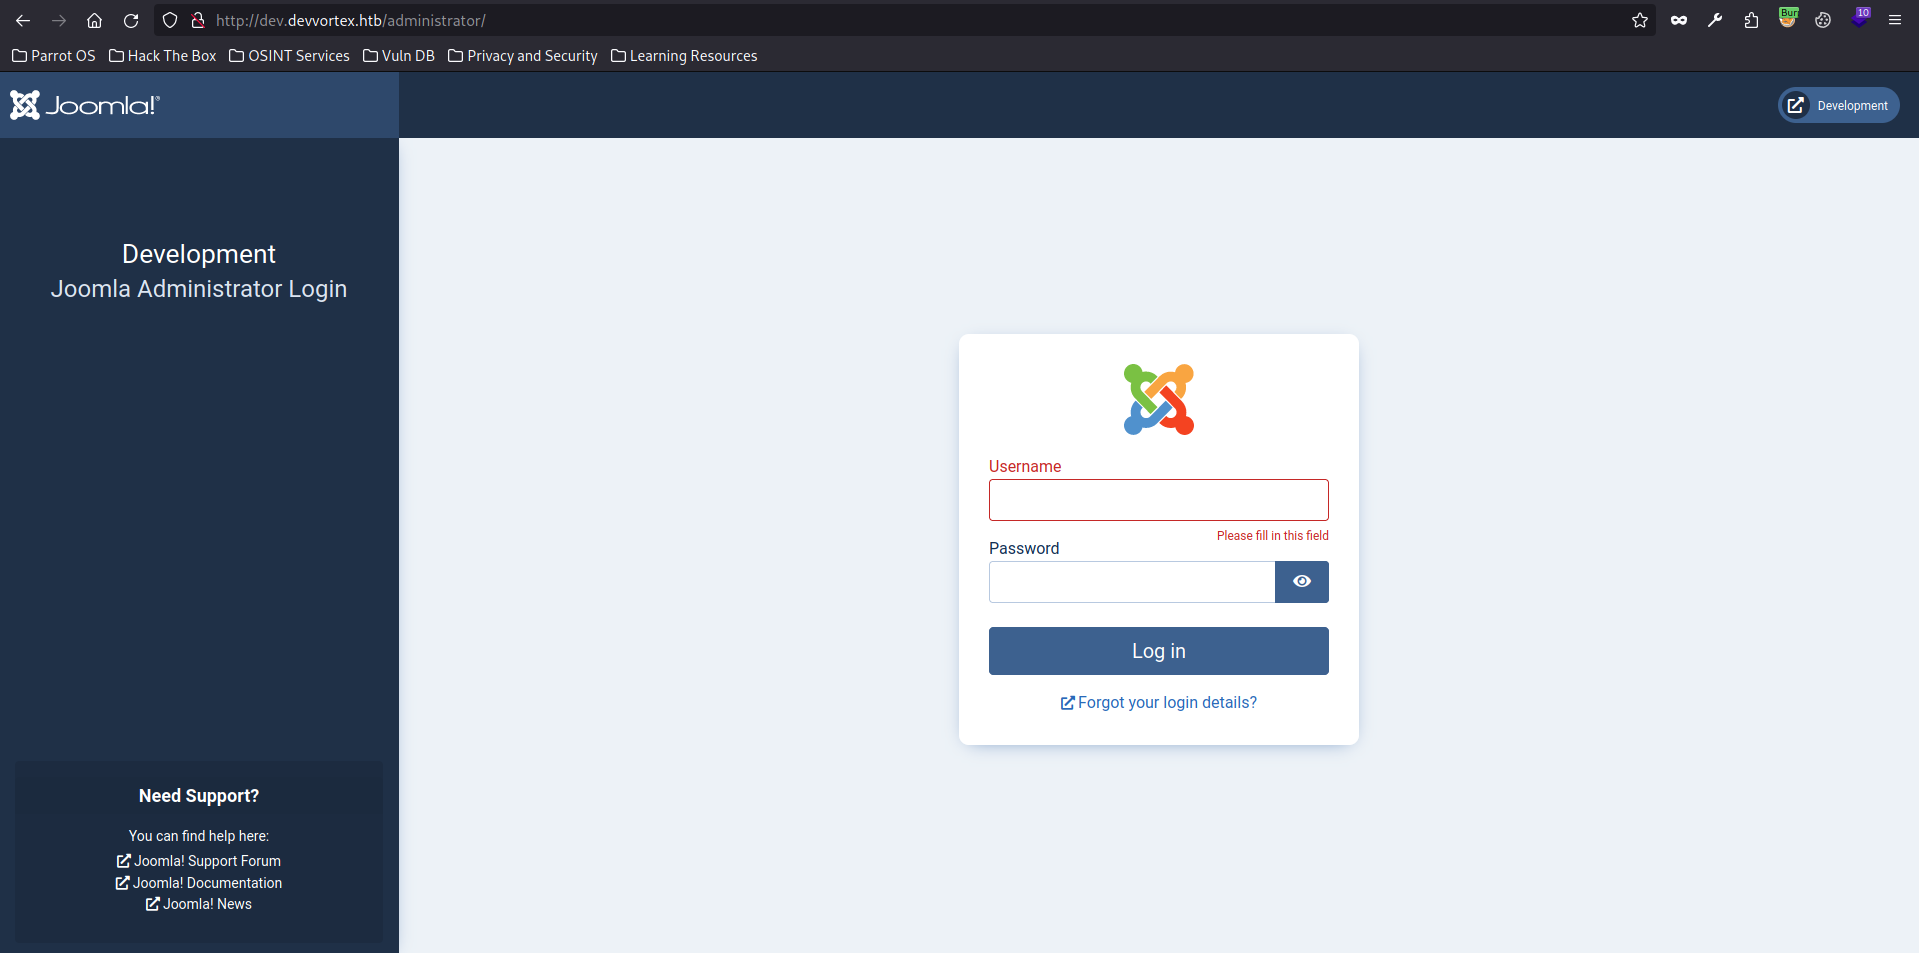 http://dev.devvortex.htb/administrator/
Bur
10
Parrot OS Hack The Box OSINT Services Vuln DB Privacy and Security Learning Resources
Joomla!®
Development
Development
Joomla Administrator Login
Username
Please fill in this field
Password
Log in
Forgot your login details?
Need Support?
You can find help here:
Joomla! Support Forum
Joomla! Documentation
Joomla! News